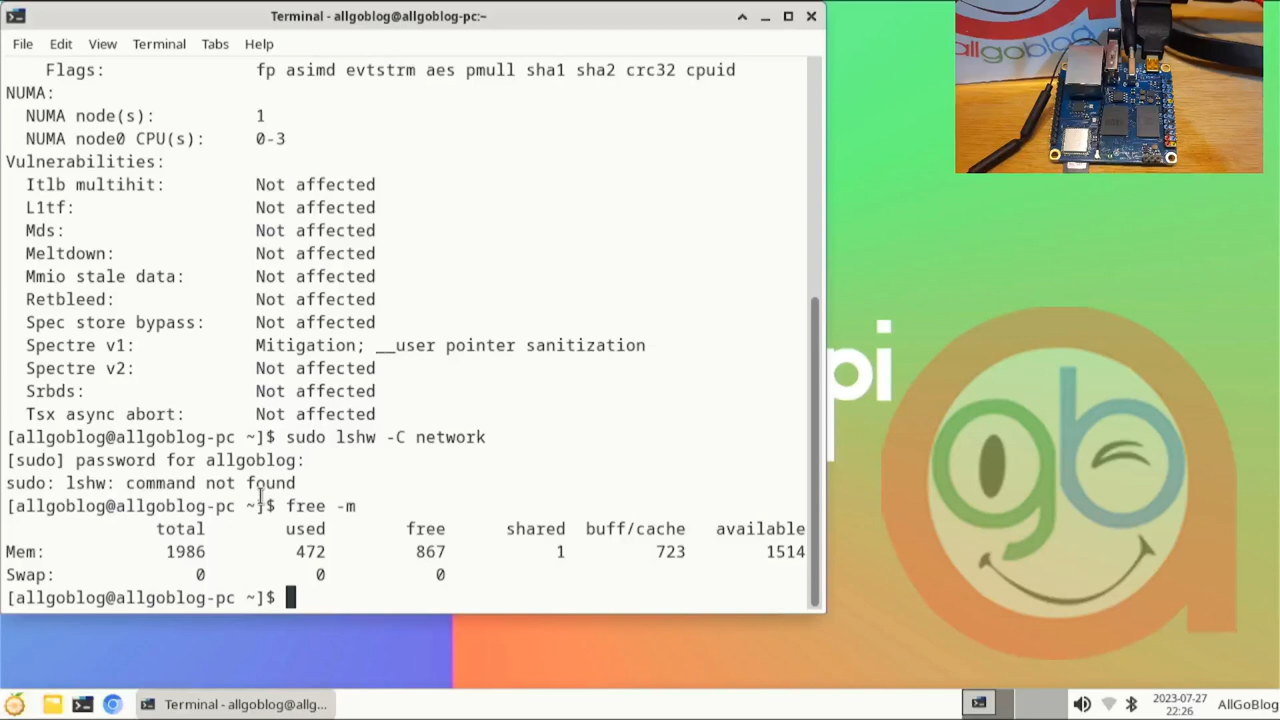 Terminal - allgoblog@allgoblog-pc:~
File Edit View Terminal Tabs Help
Flags: fp asimd evtstrm aes pmull sha1 sha2 crc32 cpuid
NUMA:
NUMA node(s): 1
NUMA node0 CPU(s): 0-3
Vulnerabilities:
Itlb multihit: Not affected
L1tf: Not affected
Mds: Not affected
Meltdown: Not affected
Mmio stale data: Not affected
Retbleed: Not affected
Spec store bypass: Not affected
Spectre v1: Mitigation; __user pointer sanitization
Spectre v2: Not affected
Srbds: Not affected
Tsx async abort: Not affected
[allgoblog@allgoblog-pc ~]$ sudo lshw -C network
[sudo] password for allgoblog:
sudo: lshw: command not found
[allgoblog@allgoblog-pc ~]$ free -m
total used free shared buff/cache available
Mem: 1986 472 867 1 723 1514
Swap: 0 0 0
[allgoblog@allgoblog-pc ~]$
allgoblog
pi
gb
Terminal - allgoblog@allg...
2023-07-27
22:26
AllGoBlog